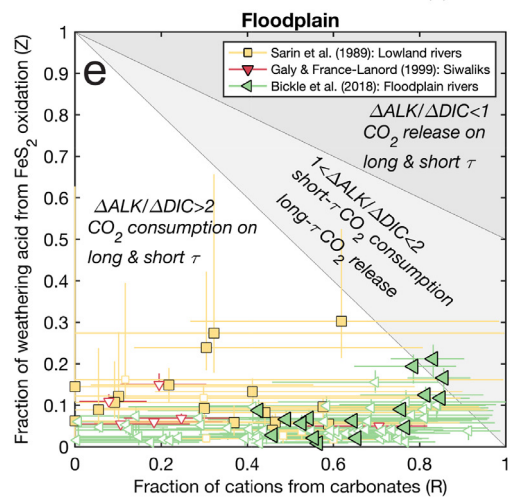 Floodplain
e
Sarin et al. (1989): Lowland rivers
Galy & France-Lanord (1999): Siwaliks
Bickle et al. (2018): Floodplain rivers
ΔALK/ΔDIC<1
CO2 release on
long & short τ
1<ΔALK/ΔDIC<2
short-τ CO2 consumption
long-τ CO2 release
ΔALK/ΔDIC>2
CO2 consumption on
long & short τ
Fraction of weathering acid from FeS2 oxidation (Z)
1
0.9
0.8
0.7
0.6
0.5
0.4
0.3
0.2
0.1
0
0 0.2 0.4 0.6 0.8 1
Fraction of cations from carbonates (R)